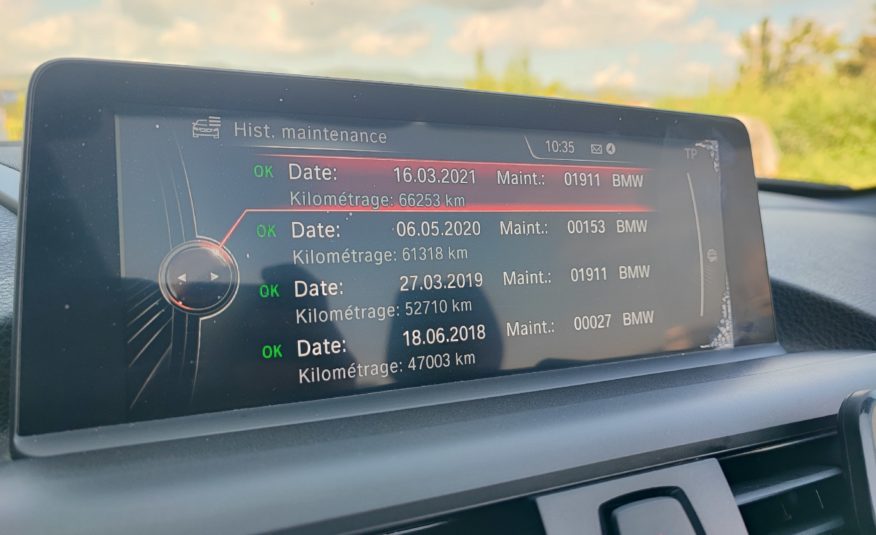 Hist. maintenance
10:35
TP
OK Date: 16.03.2021 Maint.: 01911 BMW
Kilométrage: 66253 km
OK Date: 06.05.2020 Maint.: 00153 BMW
Kilométrage: 61318 km
OK Date: 27.03.2019 Maint.: 01911 BMW
Kilométrage: 52710 km
OK Date: 18.06.2018 Maint.: 00027 BMW
Kilométrage: 47003 km